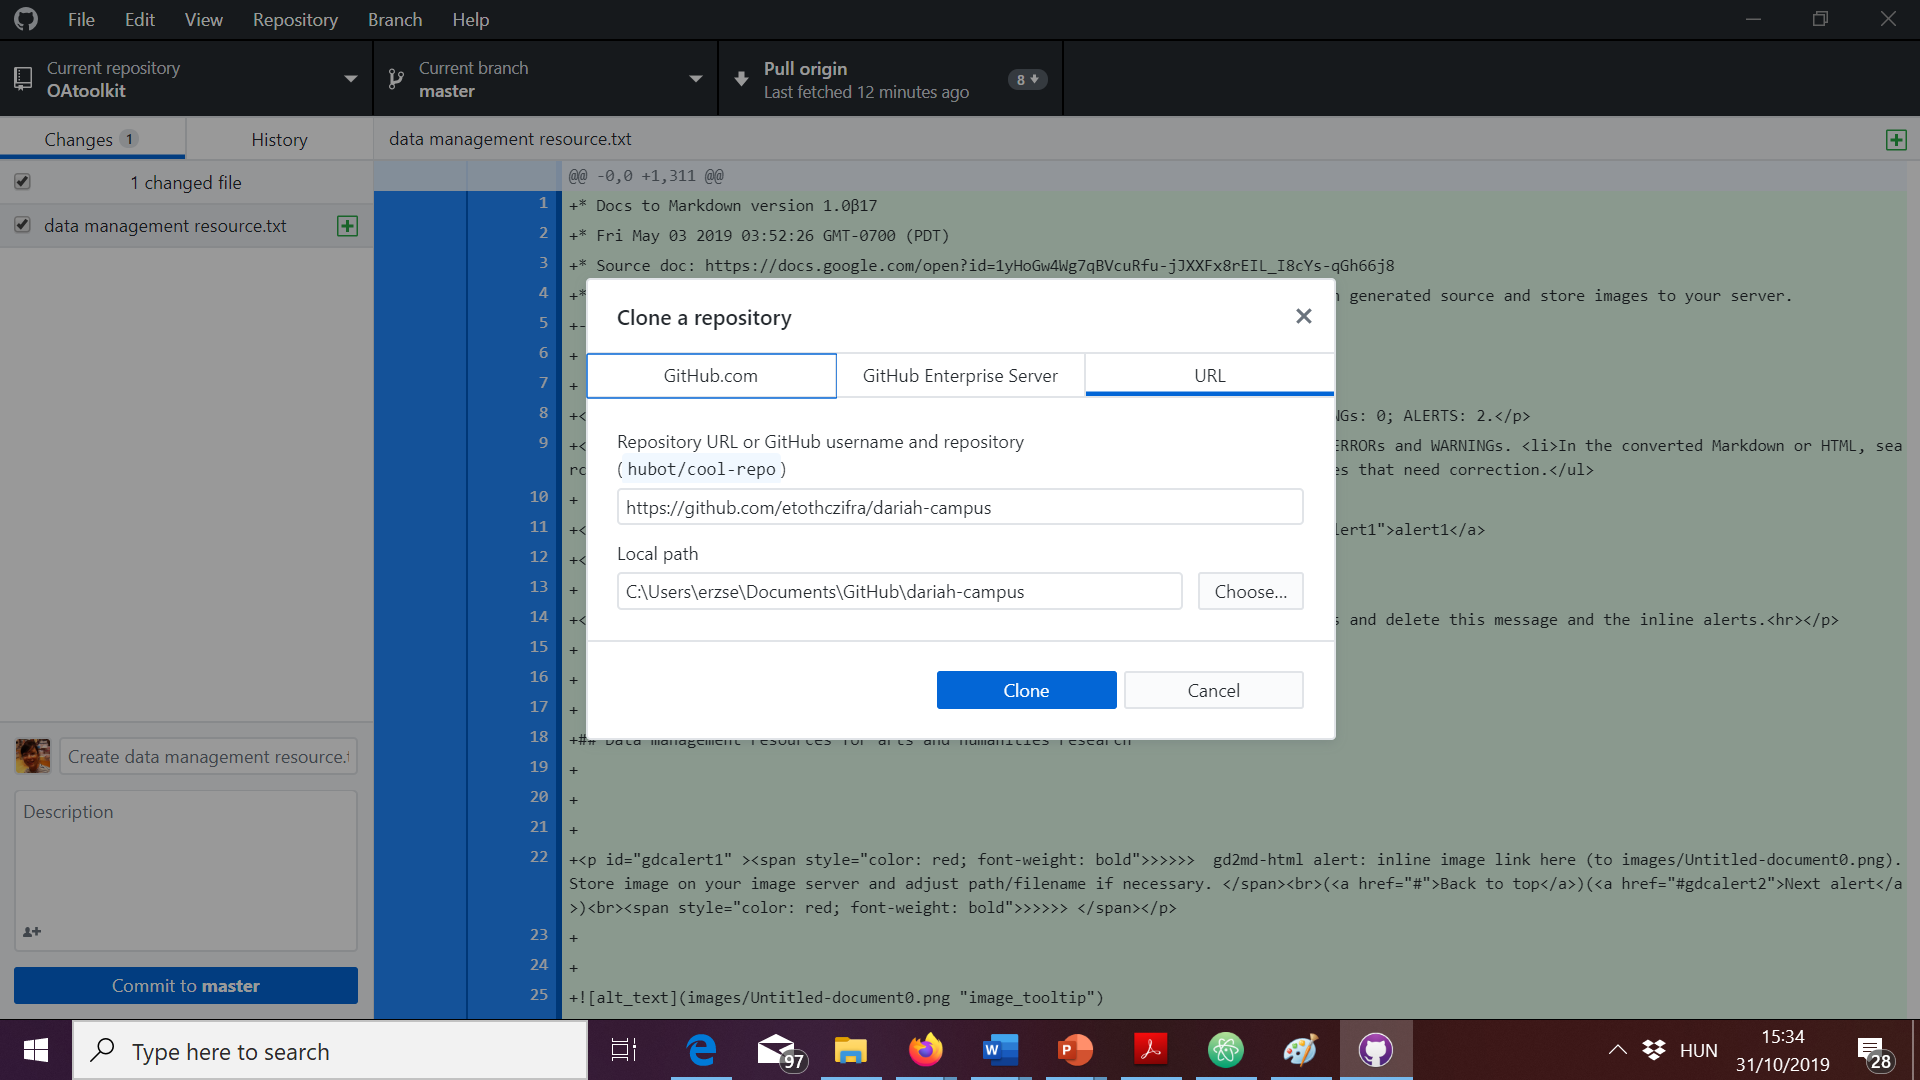 File Edit View Repository Branch Help
Current repository
OAtoolkit
Current branch
master
Pull origin
Last fetched 12 minutes ago
8
Changes 1
History
data management resource.txt
1 changed file
data management resource.txt
@@ -0,0 +1,311 @@
1 +* Docs to Markdown version 1.0β17
2 +* Fri May 03 2019 03:52:26 GMT-0700 (PDT)
3 +* Source doc: https://docs.google.com/open?id=1yHoGw4Wg7qBVcuRfu-jJXXFx8rEIL_I8cYs-qGh66j8
4 +* generated source and store images to your server.
5 +-
6 +
7 +
8 +< NGs: 0; ALERTS: 2.</p>
9 +< ERRORs and WARNINGs. <li>In the converted Markdown or HTML, sea
rc s that need correction.</ul>
10 +
11 +< lert1">alert1</a>
12 +<
13 +
14 +< s and delete this message and the inline alerts.<hr></p>
15 +
16 +
17 +
18 +## Data management resources for arts and humanities research
19 +
20 +
21 +
22 +<p id="gdcalert1" ><span style="color: red; font-weight: bold">>>>>>  gd2md-html alert: inline image link here (to images/Untitled-document0.png).
Store image on your image server and adjust path/filename if necessary. </span><br>(<a href="#">Back to top</a>)(<a href="#gdcalert2">Next alert</a
>)<br><span style="color: red; font-weight: bold">>>>>> </span></p>
23 +
24 +
25 +![alt_text](images/Untitled-document0.png "image_tooltip")
Clone a repository
GitHub.com
GitHub Enterprise Server
URL
Repository URL or GitHub username and repository
(hubot/cool-repo)
https://github.com/etothczifra/dariah-campus
Local path
C:\Users\erzse\Documents\GitHub\dariah-campus
Choose...
Clone
Cancel
Create data management resource.t
Description
Commit to master
Type here to search
97
HUN
15:34
31/10/2019
28